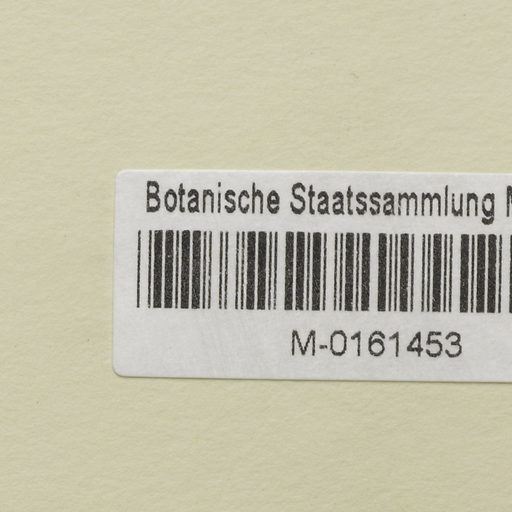 Botanische Staatssammlung
M-0161453